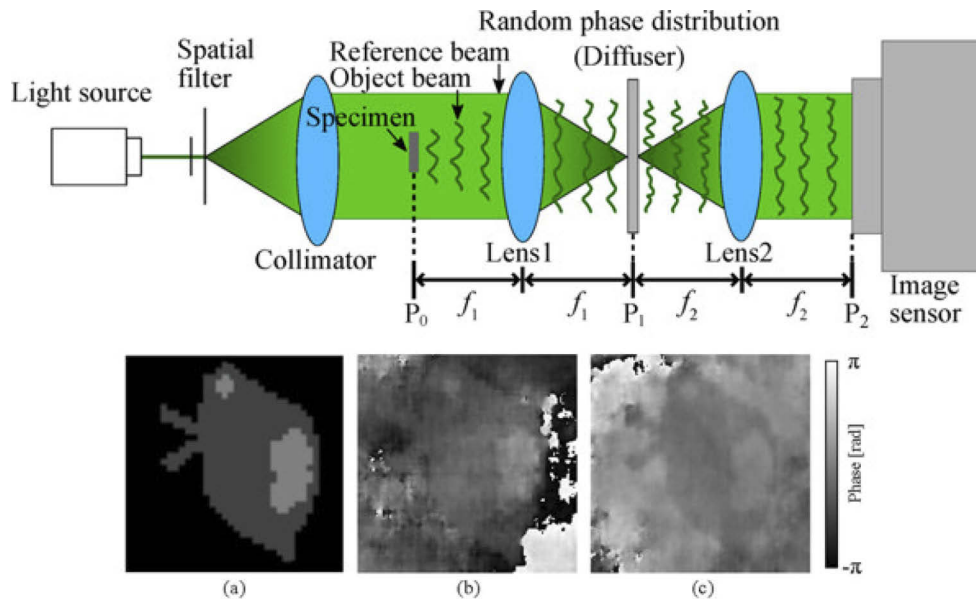 Random phase distribution
(Diffuser)
Spatial
filter
Reference beam
Object beam
Light source
Specimen
Collimator
Lens1
Lens2
Image
sensor
P0 f1 f1 P1 f2 f2 P2
π
Phase [rad]
-π
(a) (b) (c)